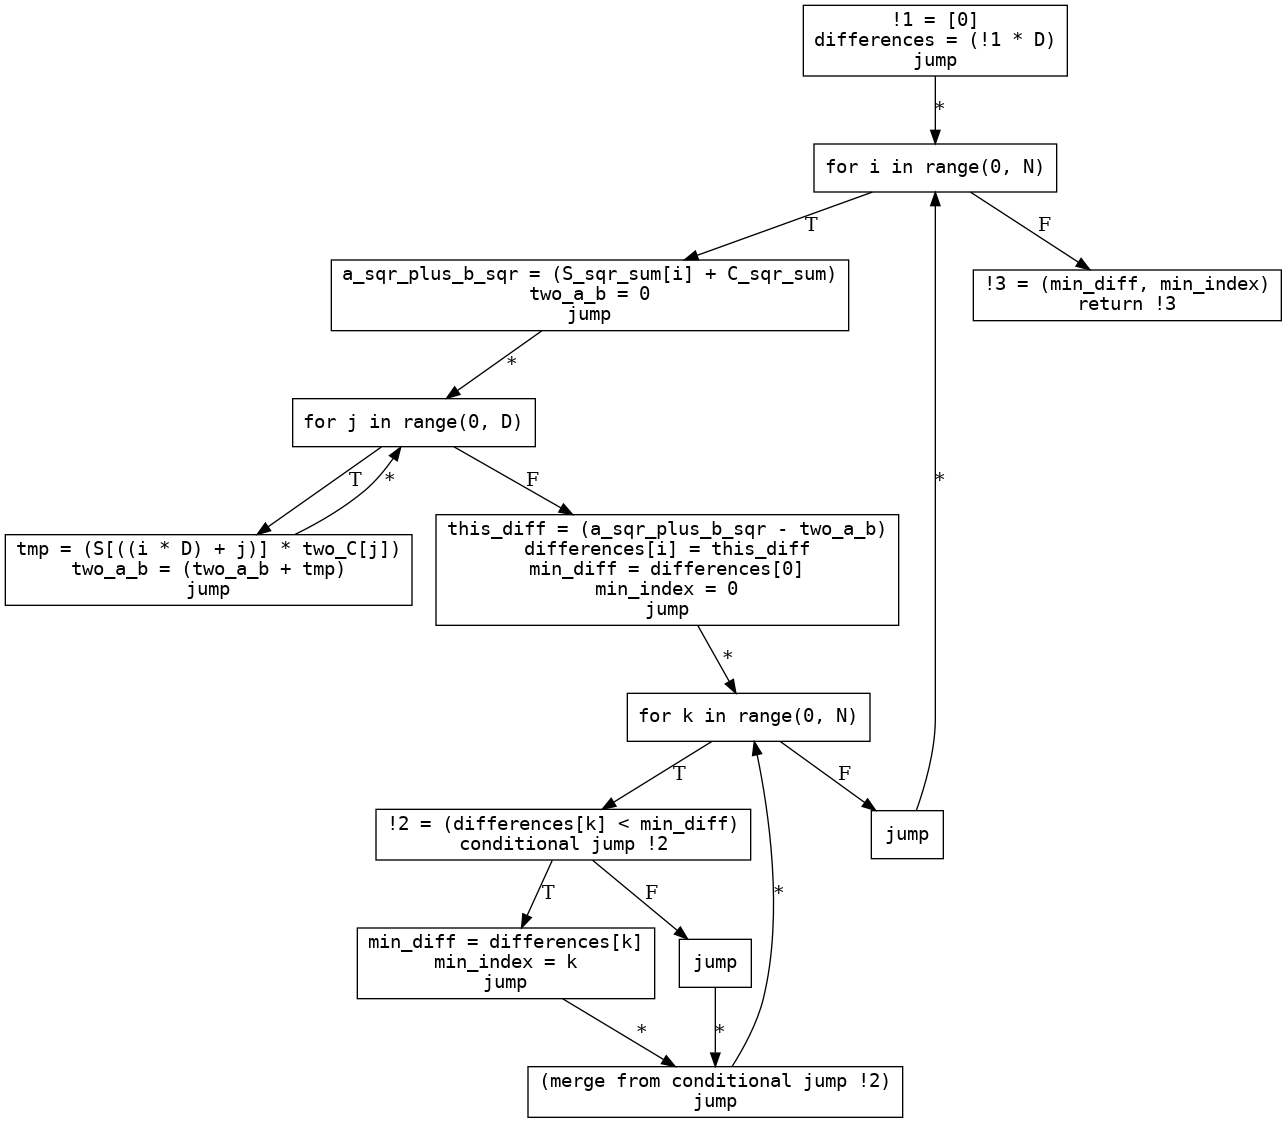 !1 = [0]
differences = (!1 * D)
jump
*
for i in range(0, N)
T
F
a_sqr_plus_b_sqr = (S_sqr_sum[i] + C_sqr_sum)
two_a_b = 0
jump
!3 = (min_diff, min_index)
return !3
*
for j in range(0, D)
T
*
F
*
tmp = (S[((i * D) + j)] * two_C[j])
two_a_b = (two_a_b + tmp)
jump
this_diff = (a_sqr_plus_b_sqr - two_a_b)
differences[i] = this_diff
min_diff = differences[0]
min_index = 0
jump
*
for k in range(0, N)
T
F
!2 = (differences[k] < min_diff)
conditional jump !2
jump
T
F
*
min_diff = differences[k]
min_index = k
jump
jump
*
*
(merge from conditional jump !2)
jump